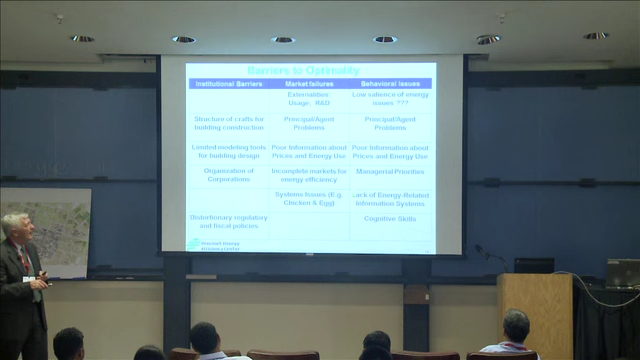 Barriers to Optimality
Institutional Barriers
Market failures
Behavioral Issues
Externalities:
Usage, R&D
Low salience of energy
issues ???
Structure of crafts for
building construction
Principal/Agent
Problems
Principal/Agent
Problems
Limited modeling tools
for building design
Poor Information about
Prices and Energy Use
Poor Information about
Prices and Energy Use
Organization of
Corporations
Incomplete markets for
energy efficiency
Managerial Priorities
Systems Issues (E.g.
Chicken & Egg)
Lack of Energy-Related
Information Systems
Distortionary regulatory
and fiscal policies
Cognitive Skills